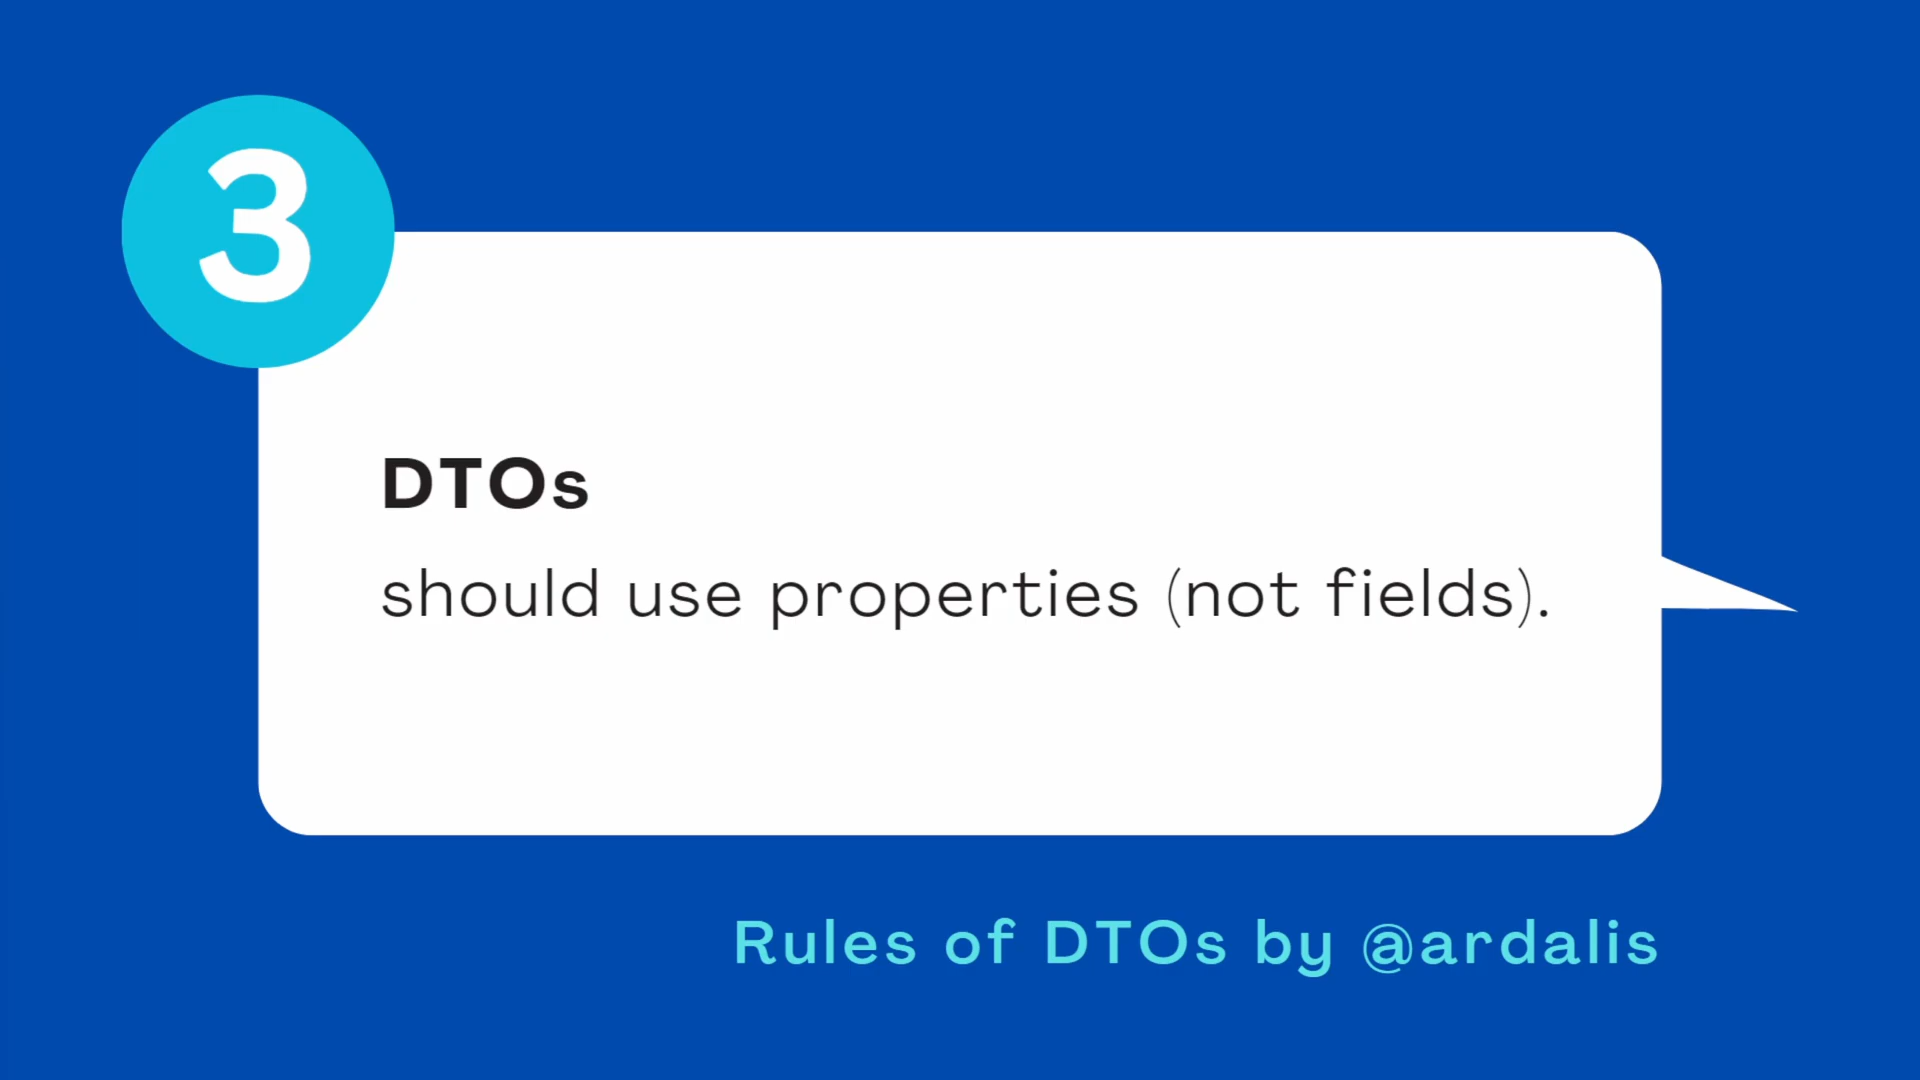 3
DTOs
should use properties (not fields).
Rules of DTOs by @ardalis